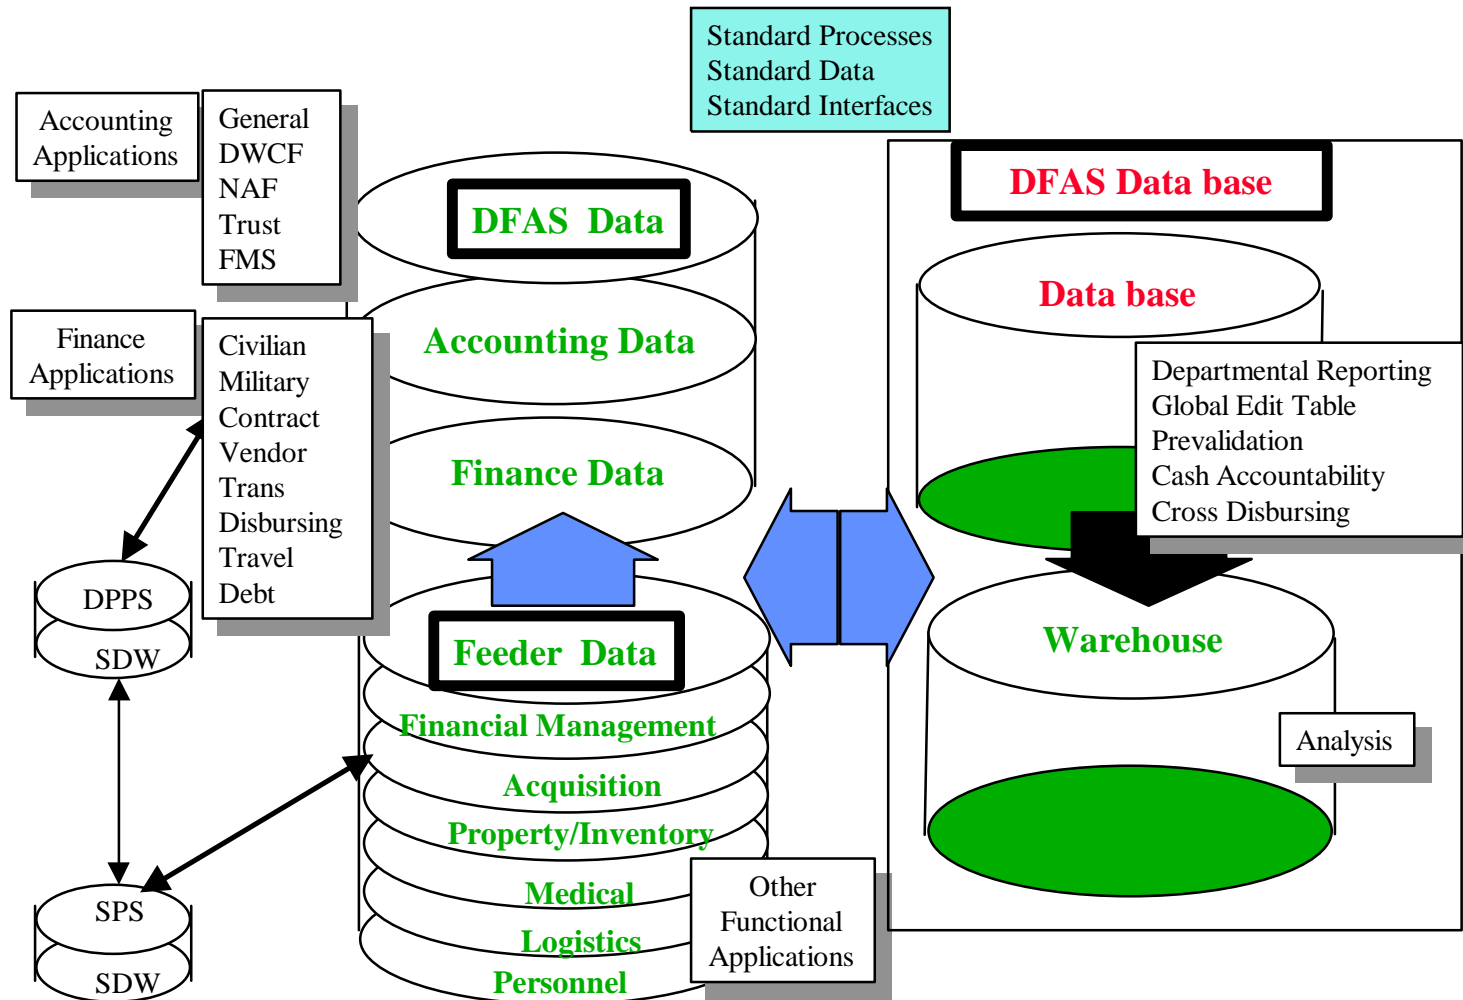 Standard Processes
Standard Data
Standard Interfaces
Accounting
Applications
General
DWCF
NAF
Trust
FMS
DFAS Data
Accounting Data
Finance Data
Finance
Applications
Civilian
Military
Contract
Vendor
Trans
Disbursing
Travel
Debt
DPPS
SDW
SPS
SDW
Feeder Data
Financial Management
Acquisition
Property/Inventory
Medical
Logistics
Personnel
Other
Functional
Applications
DFAS Data base
Data base
Departmental Reporting
Global Edit Table
Prevalidation
Cash Accountability
Cross Disbursing
Warehouse
Analysis